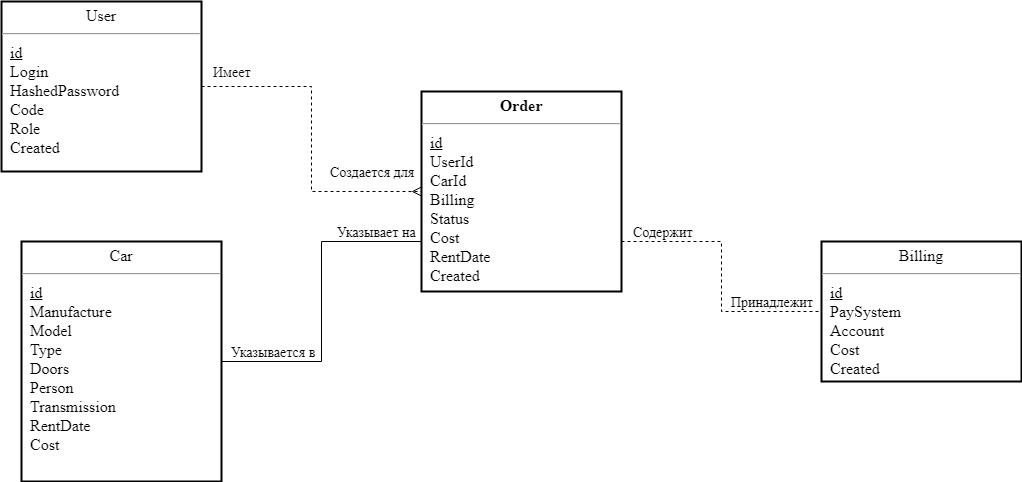 User
id
Login
HashedPassword
Code
Role
Created
Имеет
Создается для
Order
id
UserId
CarId
Billing
Status
Cost
RentDate
Created
Указывает на
Указывается в
Car
id
Manufacture
Model
Type
Doors
Person
Transmission
RentDate
Cost
Содержит
Принадлежит
Billing
id
PaySystem
Account
Cost
Created